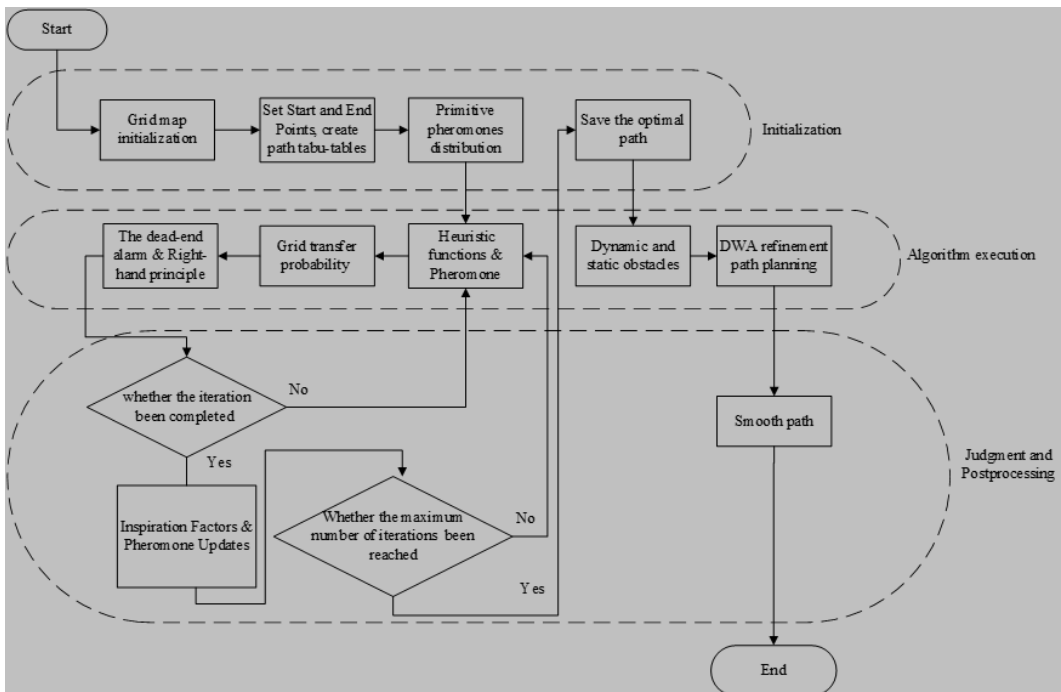 Start
Grid map
initialization
Set Start and End
Points, create
path tabu-tables
Primitive
pheromones
distribution
Save the optimal
path
Initialization
The dead-end
alarm & Right-
hand principle
Grid transfer
probability
Heuristic
functions &
Pheromone
Dynamic and
static obstacles
DWA refinement
path planning
Algorithm execution
whether the iteration
been completed
No
Yes
Smooth path
Judgment and
Postprocessing
Inspiration Factors &
Pheromone Updates
Whether the maximum
number of iterations been
reached
No
Yes
End